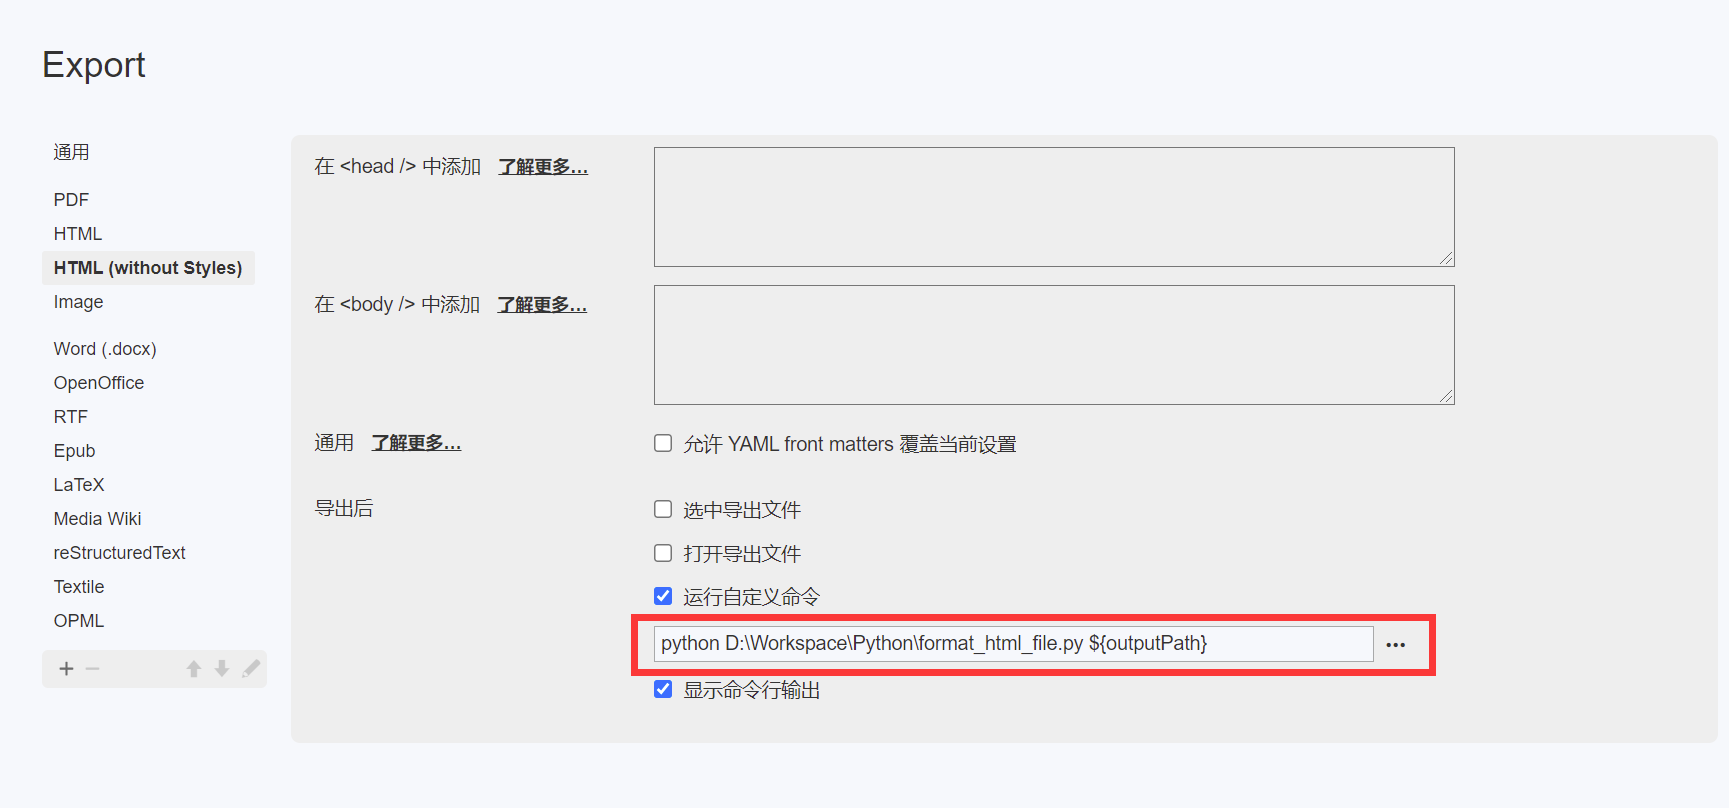 Export
通用
PDF
HTML
HTML (without Styles)
Image
Word (.docx)
OpenOffice
RTF
Epub
LaTeX
Media Wiki
reStructuredText
Textile
OPML
在 <head /> 中添加 了解更多...
在 <body /> 中添加 了解更多...
通用 了解更多...
允许 YAML front matters 覆盖当前设置
导出后
选中导出文件
打开导出文件
运行自定义命令
python D:\Workspace\Python\format_html_file.py ${outputPath}
显示命令行输出